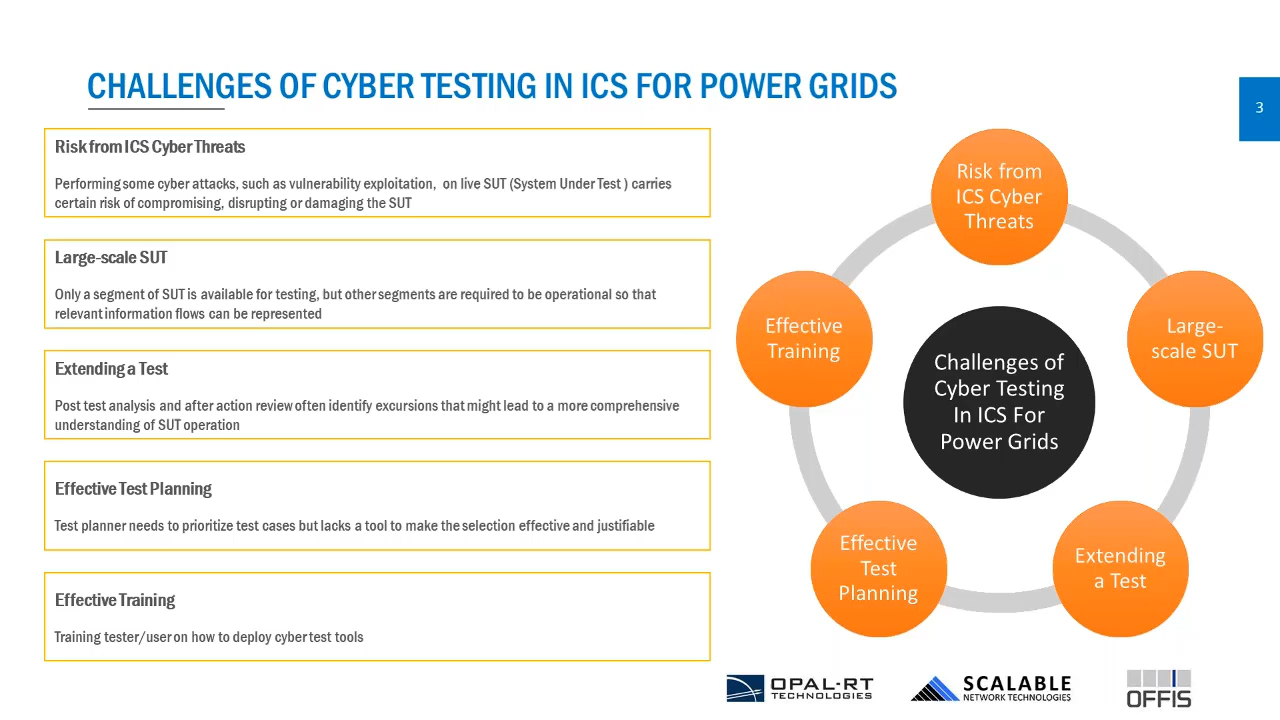 CHALLENGES OF CYBER TESTING IN ICS FOR POWER GRIDS
3
Risk from ICS Cyber Threats
Performing some cyber attacks, such as vulnerability exploitation, on live SUT (System Under Test ) carries
certain risk of compromising, disrupting or damaging the SUT
Large-scale SUT
Only a segment of SUT is available for testing, but other segments are required to be operational so that
relevant information flows can be represented
Extending a Test
Post test analysis and after action review often identify excursions that might lead to a more comprehensive
understanding of SUT operation
Effective Test Planning
Test planner needs to prioritize test cases but lacks a tool to make the selection effective and justifiable
Effective Training
Training tester/user on how to deploy cyber test tools
Risk from
ICS Cyber
Threats
Large-
scale SUT
Extending
a Test
Effective
Test
Planning
Effective
Training
Challenges of
Cyber Testing
In ICS For
Power Grids
OPAL-RT
TECHNOLOGIES
SCALABLE
NETWORK TECHNOLOGIES
OFFIS